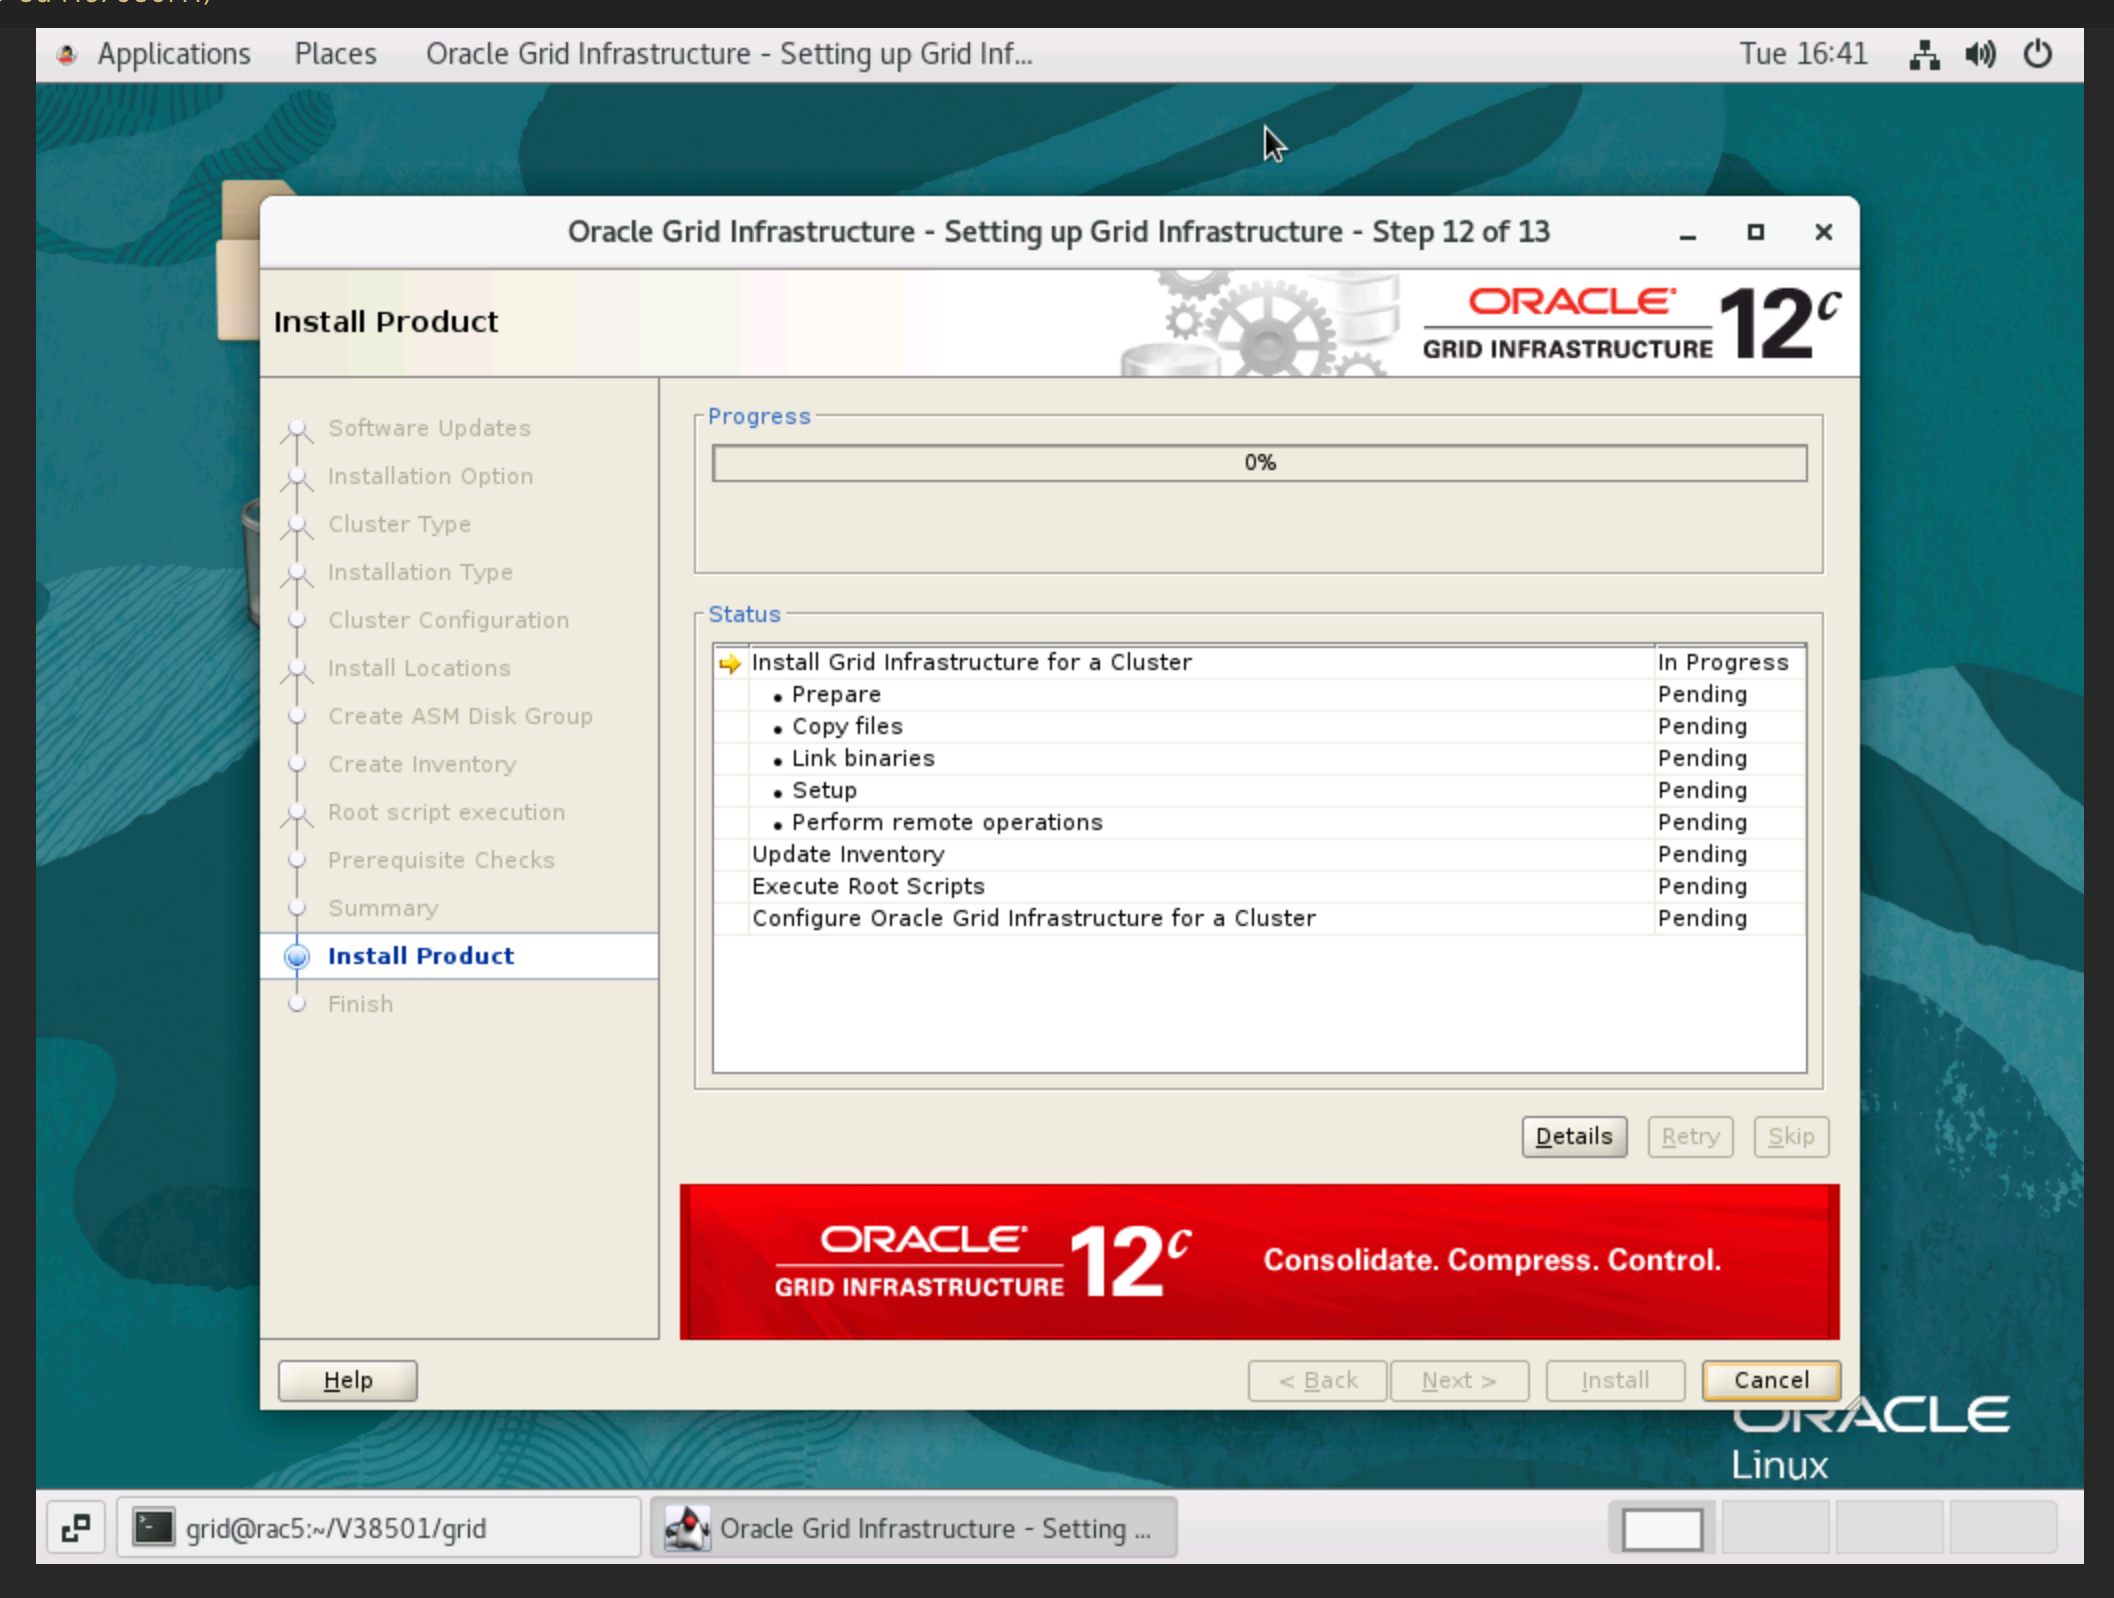 Applications Places Oracle Grid Infrastructure - Setting up Grid Inf... Tue 16:41
Oracle Grid Infrastructure - Setting up Grid Infrastructure - Step 12 of 13
Install Product
ORACLE
GRID INFRASTRUCTURE 12c
Software Updates
Installation Option
Cluster Type
Installation Type
Cluster Configuration
Install Locations
Create ASM Disk Group
Create Inventory
Root script execution
Prerequisite Checks
Summary
Install Product
Finish
Progress
0%
Status
Install Grid Infrastructure for a Cluster In Progress
• Prepare Pending
• Copy files Pending
• Link binaries Pending
• Setup Pending
• Perform remote operations Pending
Update Inventory Pending
Execute Root Scripts Pending
Configure Oracle Grid Infrastructure for a Cluster Pending
Details Retry Skip
ORACLE
GRID INFRASTRUCTURE 12c Consolidate. Compress. Control.
Help < Back Next > Install Cancel
ORACLE
Linux
grid@rac5:~/V38501/grid Oracle Grid Infrastructure - Setting ...